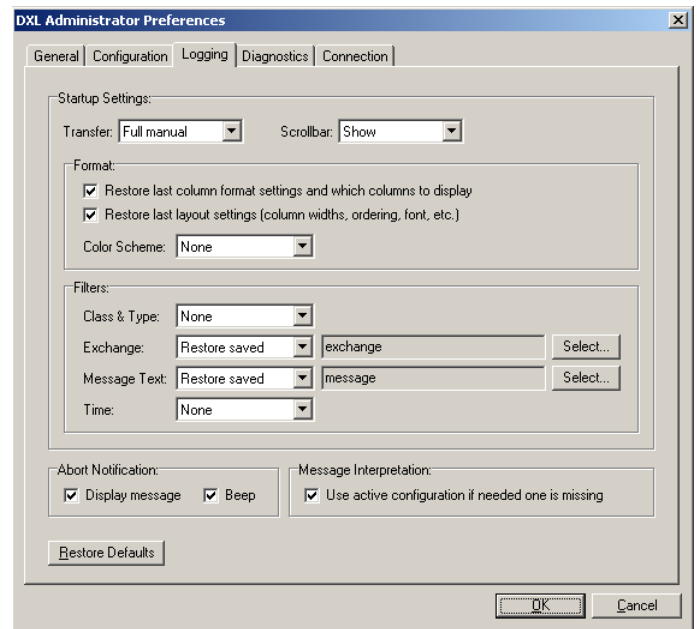 DXL Administrator Preferences
General Configuration Logging Diagnostics Connection
Startup Settings:
Transfer: Full manual Scrollbar: Show
Format:
Restore last column format settings and which columns to display
Restore last layout settings (column widths, ordering, font, etc.)
Color Scheme: None
Filters:
Class & Type: None
Exchange: Restore saved exchange Select...
Message Text: Restore saved message Select...
Time: None
Abort Notification: Message Interpretation:
Display message Beep Use active configuration if needed one is missing
Restore Defaults
OK Cancel